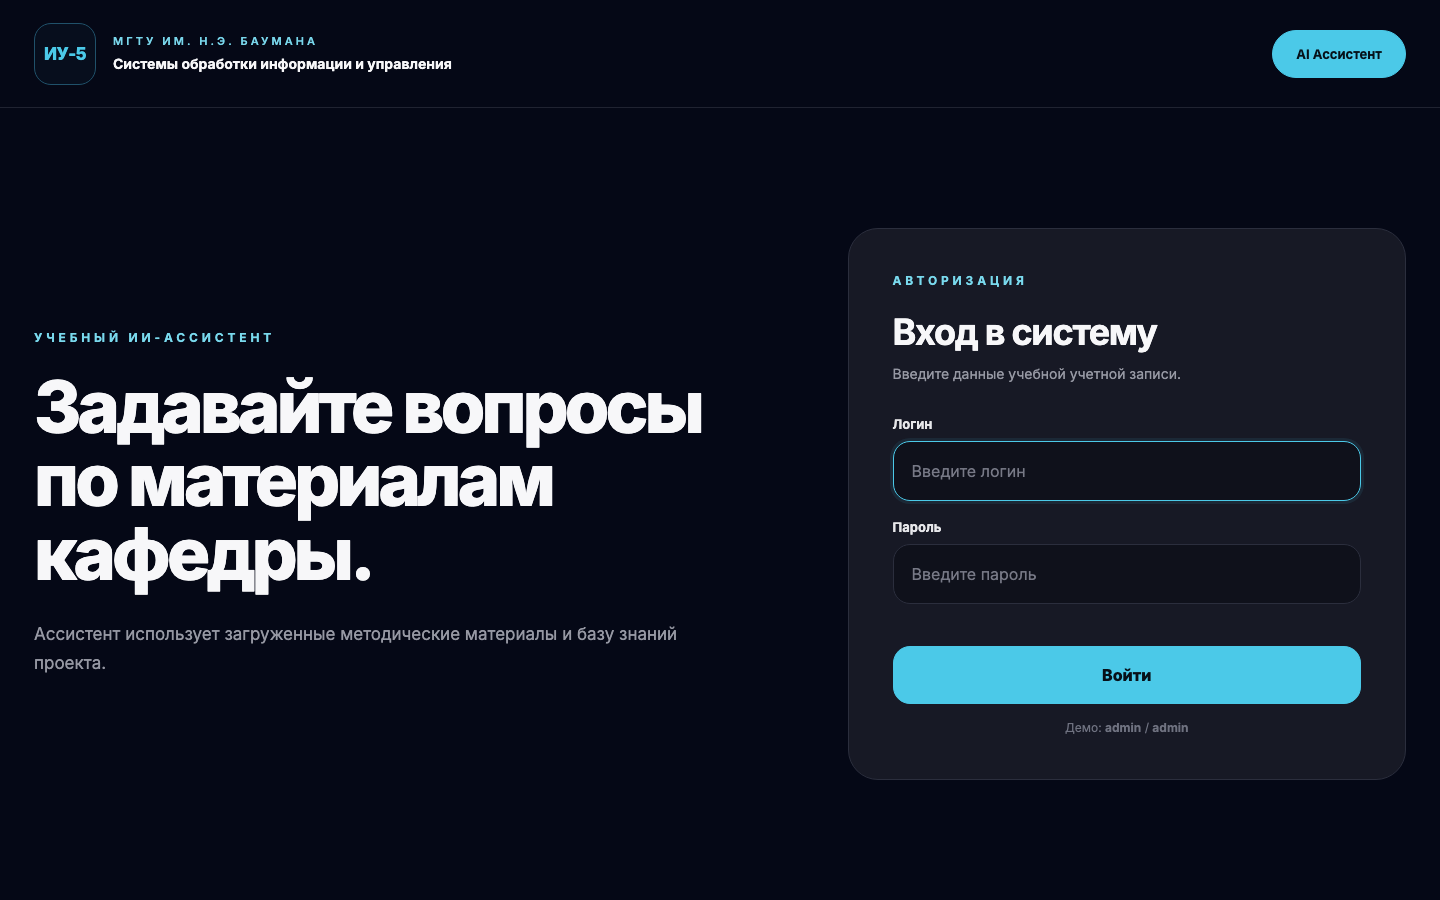 ИУ-5
МГТУ ИМ. Н.Э. БАУМАНА
Системы обработки информации и управления
AI Ассистент
УЧЕБНЫЙ ИИ-АССИСТЕНТ
Задавайте вопросы
по материалам
кафедры.
Ассистент использует загруженные методические материалы и базу знаний
проекта.
АВТОРИЗАЦИЯ
Вход в систему
Введите данные учебной учетной записи.
Логин
Введите логин
Пароль
Введите пароль
Войти
Демо: admin / admin